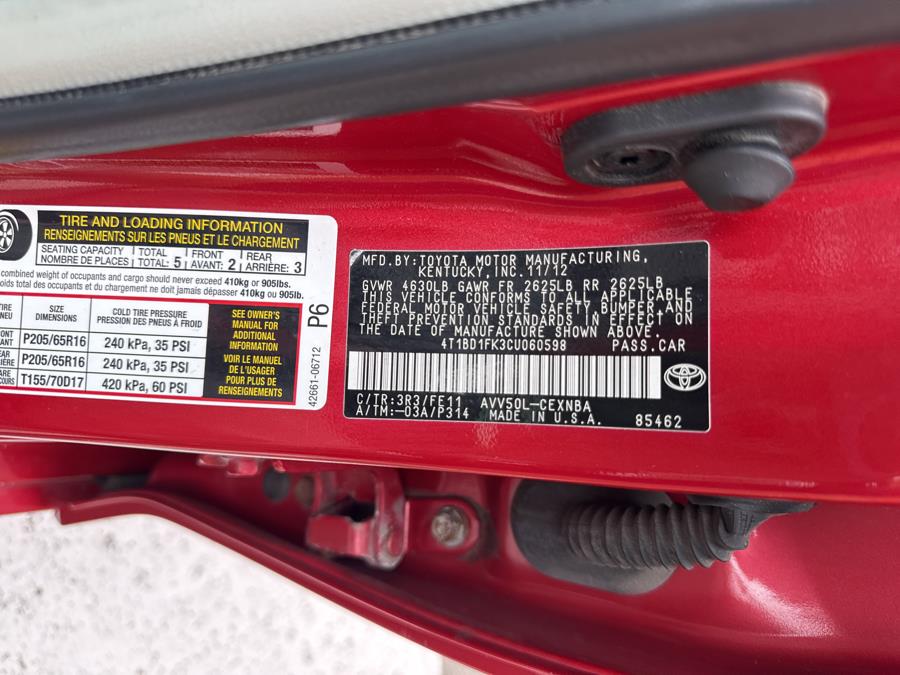 TIRE AND LOADING INFORMATION
RENSEIGNEMENTS SUR LES PNEUS ET LE CHARGEMENT
SEATING CAPACITY TOTAL FRONT REAR
NOMBRE DE PLACES: 5 AVANT: 2 ARRIÈRE: 3
combined weight of occupants and cargo should never exceed 410kg or 905lbs.
poids total des occupants et du chargement ne doit jamais dépasser 410kg ou 905lb.
SIZE
DIMENSIONS
COLD TIRE PRESSURE
PRESSION DES PNEUS À FROID
P205/65R16 240 kPa, 35 PSI
P205/65R16 240 kPa, 35 PSI
T155/70D17 420 kPa, 60 PSI
SEE OWNER'S
MANUAL FOR
ADDITIONAL
INFORMATION
VOIR LE MANUEL
DE L'USAGER
POUR PLUS DE
RENSEIGNEMENTS
P6
42661-06712
MFD.BY:TOYOTA MOTOR MANUFACTURING,
KENTUCKY,INC.11/12
GVWR 4630LB GAWR FR 2625LB RR 2625LB
THIS VEHICLE CONFORMS TO ALL APPLICABLE
FEDERAL MOTOR VEHICLE SAFETY,BUMPER,AND
THEFT PREVENTION STANDARDS IN EFFECT ON
THE DATE OF MANUFACTURE SHOWN ABOVE.
4T1BD1FK3CU060598 PASS.CAR
C/TR:3R3/FE11 AVV50L-CEXNBA
A/TM:-03A/P314 MADE IN U.S.A. 85462